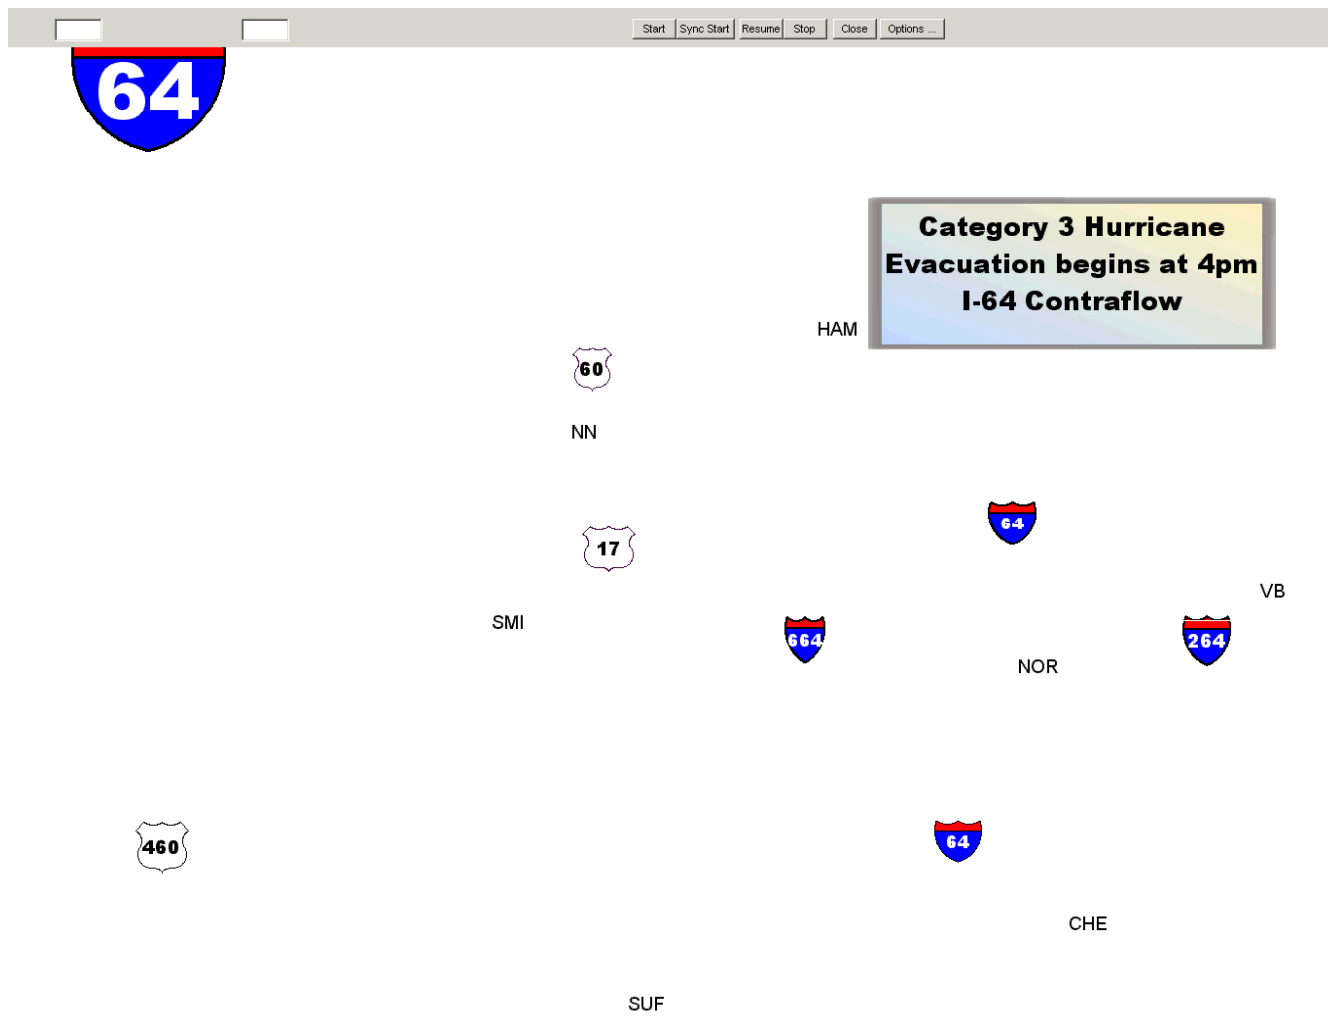 Start Sync Start Resume Stop Close Options ...
64
Category 3 Hurricane
Evacuation begins at 4pm
I-64 Contraflow
HAM
60
NN
64
17
VB
SMI
664
264
NOR
460
64
CHE
SUF